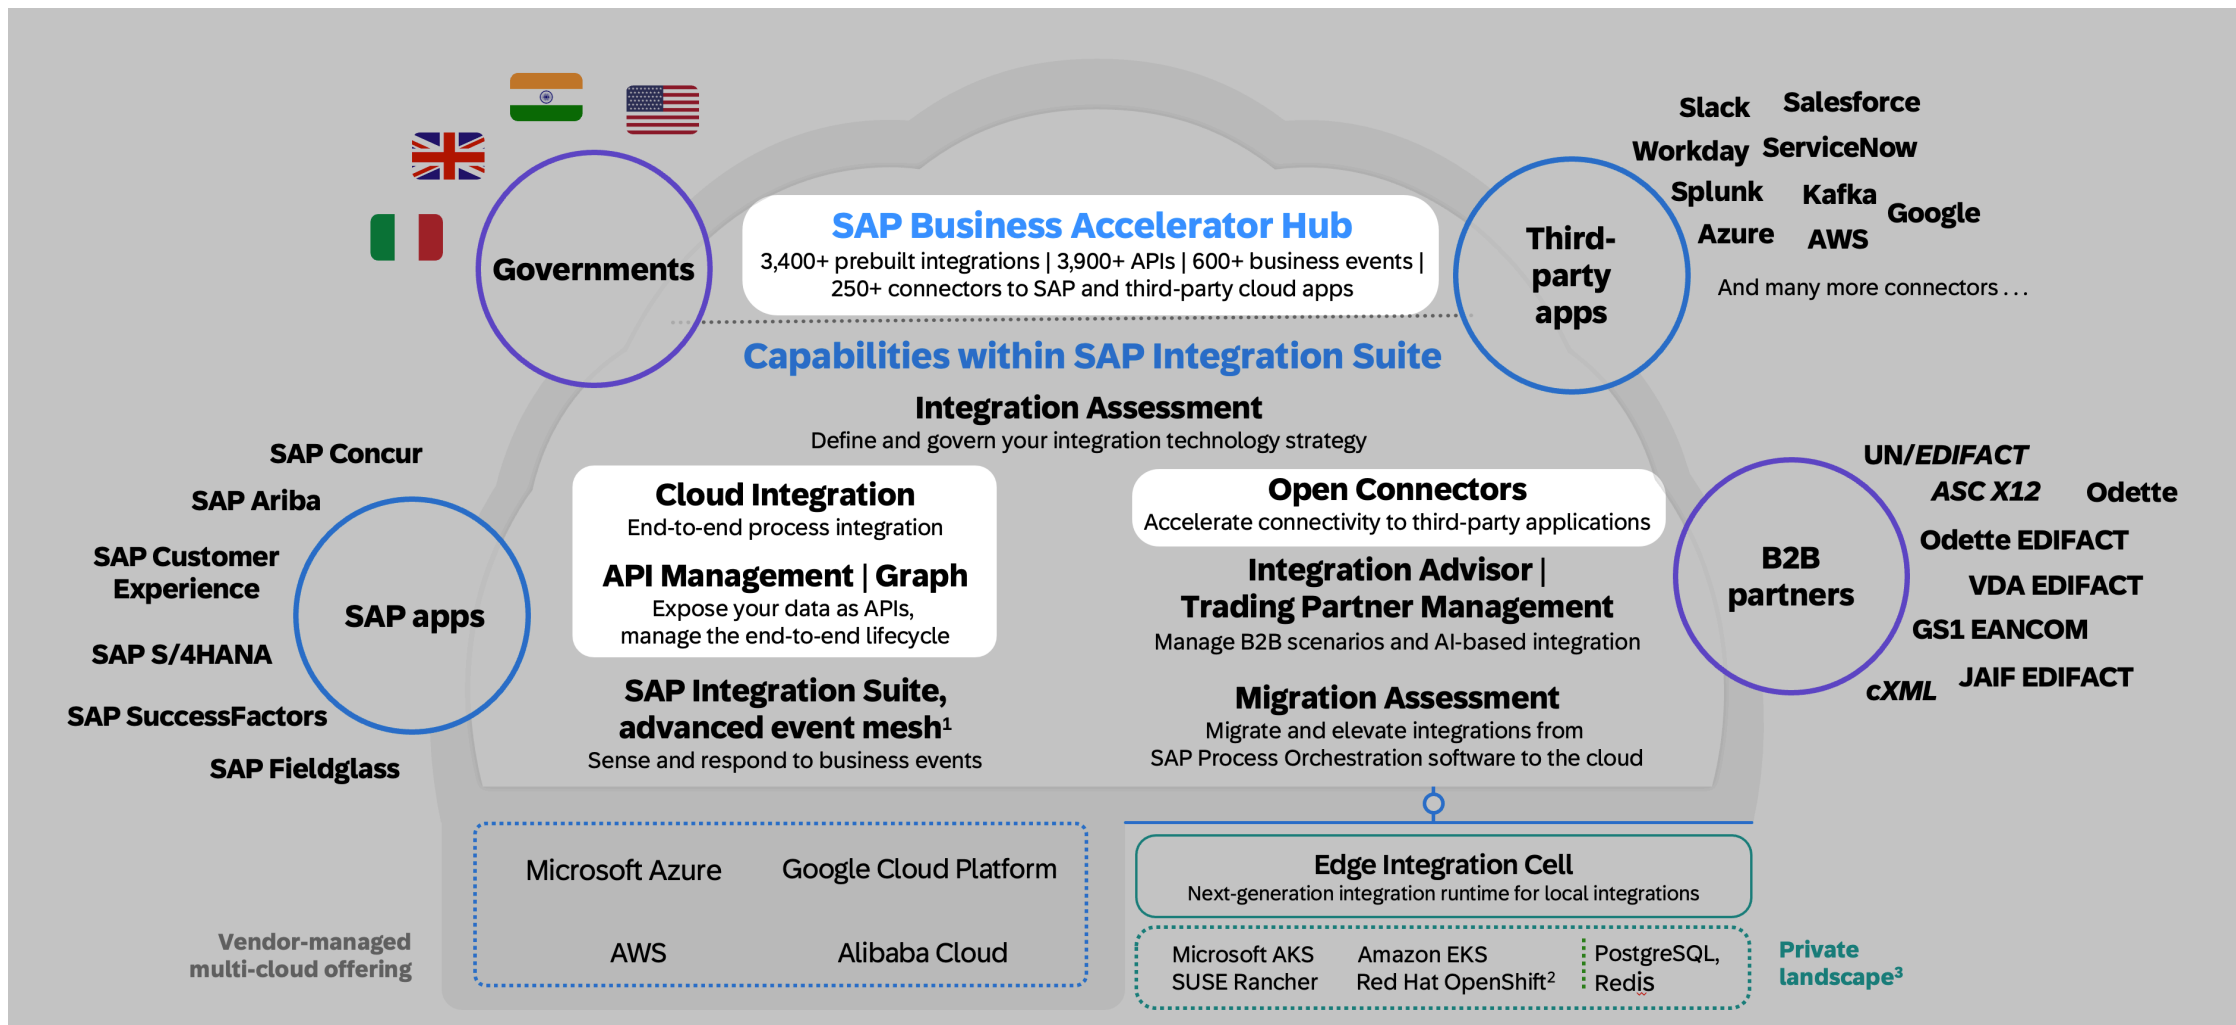 Governments
SAP Business Accelerator Hub
3,400+ prebuilt integrations | 3,900+ APIs | 600+ business events |
250+ connectors to SAP and third-party cloud apps
Third-
party
apps
Slack
Salesforce
Workday
ServiceNow
Splunk
Kafka
Google
Azure
AWS
And many more connectors . . .
Capabilities within SAP Integration Suite
Integration Assessment
Define and govern your integration technology strategy
SAP Concur
SAP Ariba
SAP Customer
Experience
SAP S/4HANA
SAP SuccessFactors
SAP Fieldglass
SAP apps
Cloud Integration
End-to-end process integration
API Management | Graph
Expose your data as APIs,
manage the end-to-end lifecycle
SAP Integration Suite,
advanced event mesh¹
Sense and respond to business events
Open Connectors
Accelerate connectivity to third-party applications
Integration Advisor |
Trading Partner Management
Manage B2B scenarios and AI-based integration
Migration Assessment
Migrate and elevate integrations from
SAP Process Orchestration software to the cloud
B2B
partners
UN/EDIFACT
ASC X12
Odette
Odette EDIFACT
VDA EDIFACT
GS1 EANCOM
JAIF EDIFACT
cXML
Vendor-managed
multi-cloud offering
Microsoft Azure
Google Cloud Platform
AWS
Alibaba Cloud
Edge Integration Cell
Next-generation integration runtime for local integrations
Microsoft AKS
SUSE Rancher
Amazon EKS
Red Hat OpenShift²
PostgreSQL,
Redis
Private
landscape³